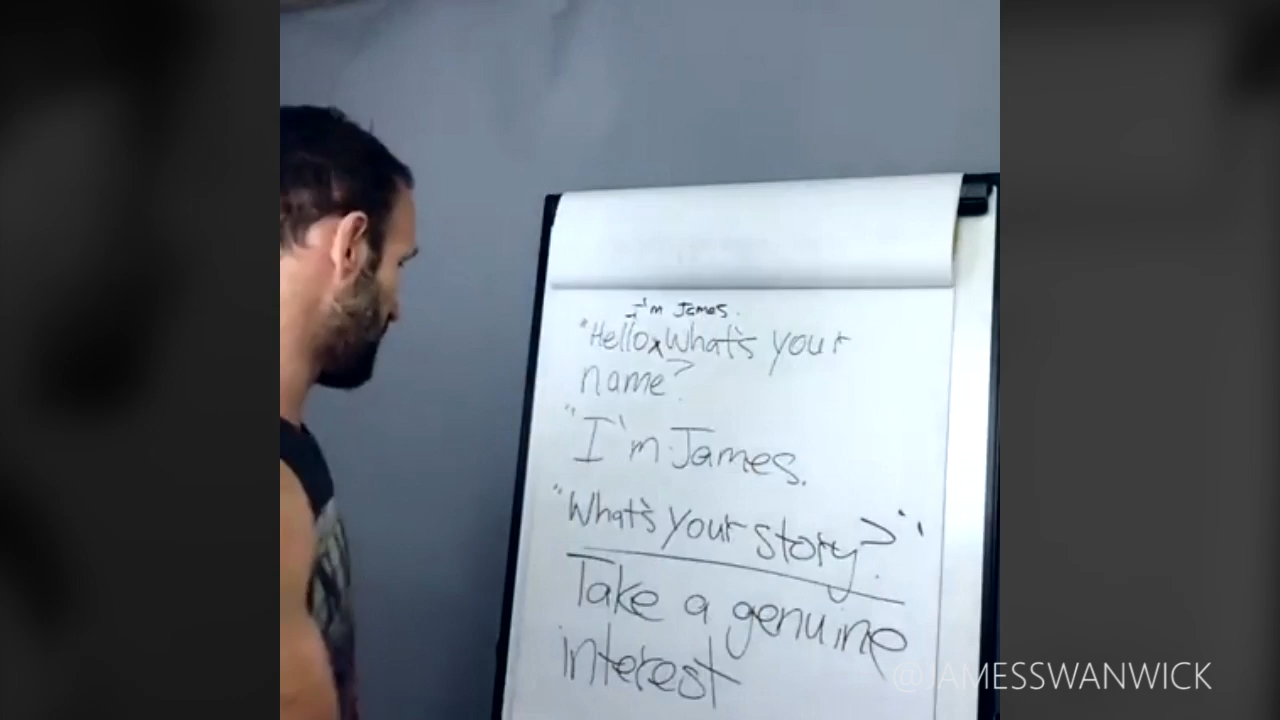 I'm James.
"Hello, What's your
name?
"I'm James.
"What's your story?"
Take a genuine
interest
@JAMESSWANWICK